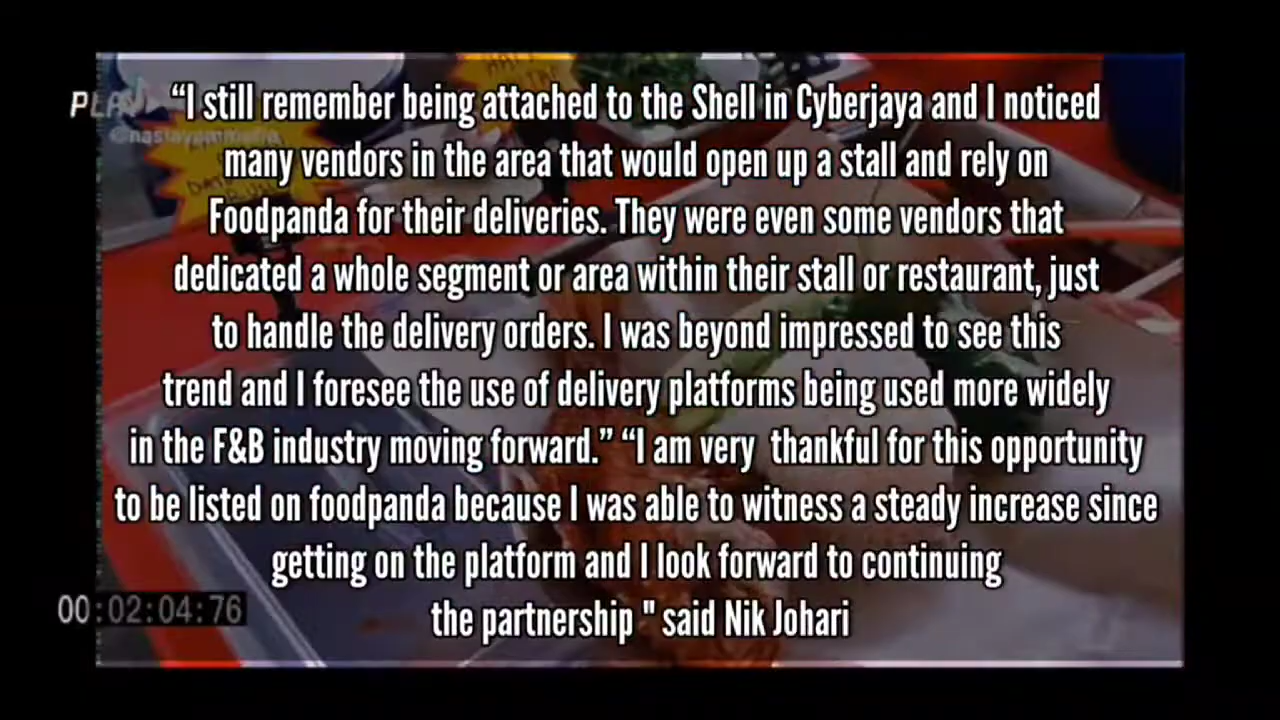 PLAY
“I still remember being attached to the Shell in Cyberjaya and I noticed
many vendors in the area that would open up a stall and rely on
Foodpanda for their deliveries. They were even some vendors that
dedicated a whole segment or area within their stall or restaurant, just
to handle the delivery orders. I was beyond impressed to see this
trend and I foresee the use of delivery platforms being used more widely
in the F&B industry moving forward.” “I am very  thankful for this opportunity
to be listed on foodpanda because I was able to witness a steady increase since
getting on the platform and I look forward to continuing
the partnership " said Nik Johari
00:02:04:76